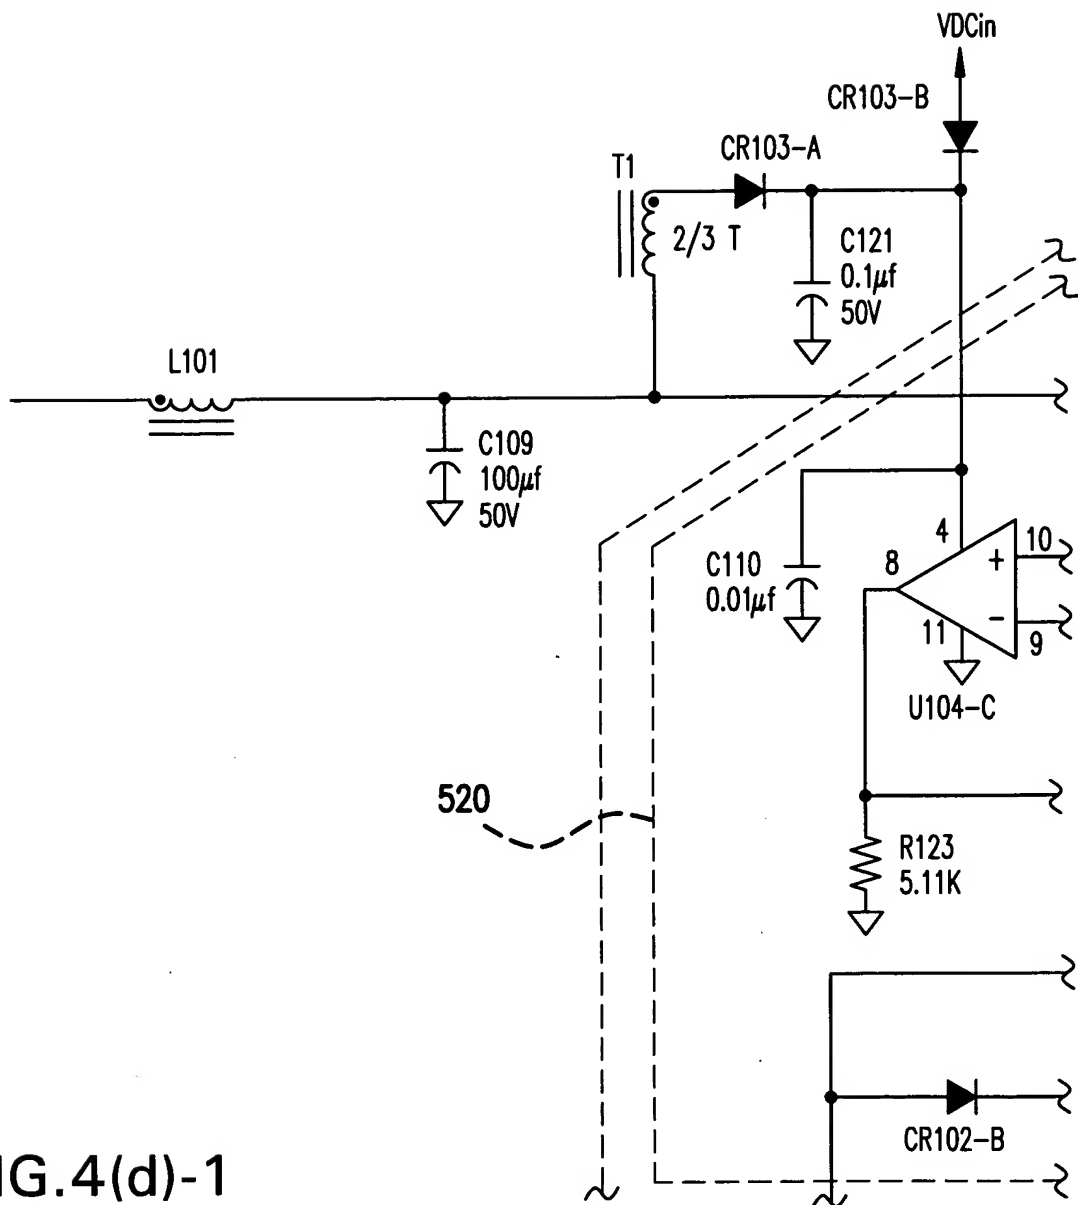 VDCin
CR103-B
CR103-A
T1
2/3 T
C121
0.1μf
50V
L101
C109
100μf
50V
4
10
8
+
C110
0.01μf
11
−
9
U104-C
520
R123
5.11K
CR102-B
IG.4(d)-1